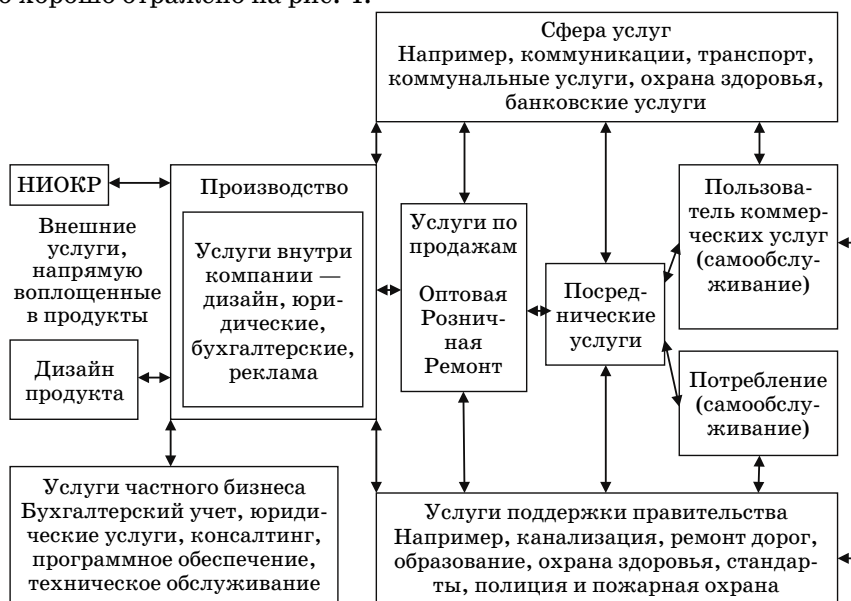 о хорошо отражено на рис. 4.
Сфера услуг
Например, коммуникации, транспорт,
коммунальные услуги, охрана здоровья,
банковские услуги
НИОКР
Внешние
услуги,
напрямую
воплощенные
в продукты
Дизайн
продукта
Производство
Услуги внутри
компании —
дизайн, юри-
дические,
бухгалтерские,
реклама
Услуги по
продажам
Оптовая
Рознич-
ная
Ремонт
Посред-
нические
услуги
Пользова-
тель коммер-
ческих услуг
(самообслу-
живание)
Потребление
(самообслу-
живание)
Услуги частного бизнеса
Бухгалтерский учет, юриди-
ческие услуги, консалтинг,
программное обеспечение,
техническое обслуживание
Услуги поддержки правительства
Например, канализация, ремонт дорог,
образование, охрана здоровья, стандар-
ты, полиция и пожарная охрана